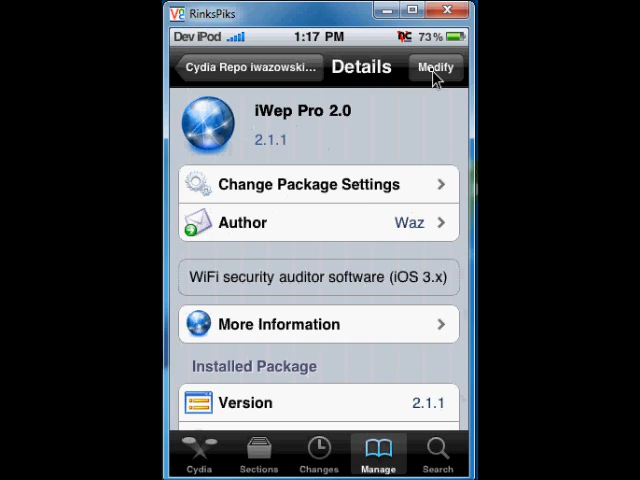 RinksPiks
Dev iPod 1:17 PM 73%
Cydia Repo iwazowski... Details Modify
iWep Pro 2.0
2.1.1
Change Package Settings
Author Waz
WiFi security auditor software (iOS 3.x)
More Information
Installed Package
Version 2.1.1
Cydia Sections Changes Manage Search